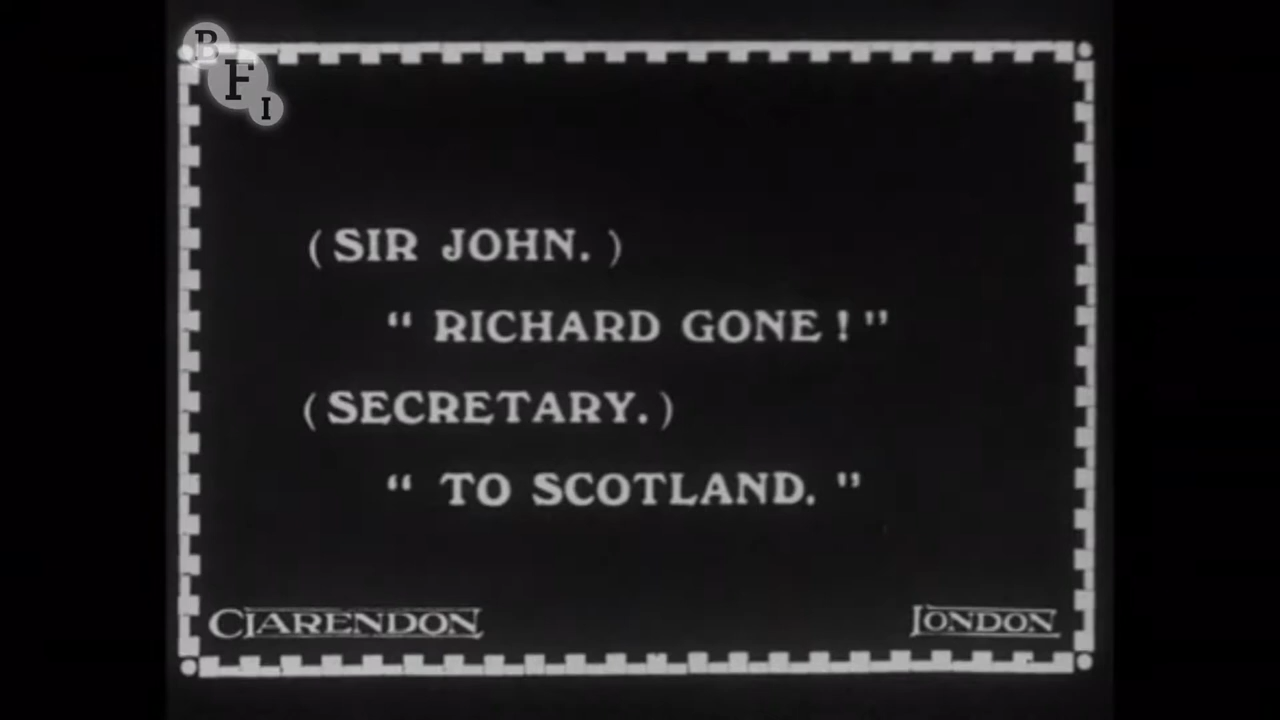 BFI
(SIR JOHN.)
" RICHARD GONE ! "
(SECRETARY.)
" TO SCOTLAND. "
CLARENDON
LONDON